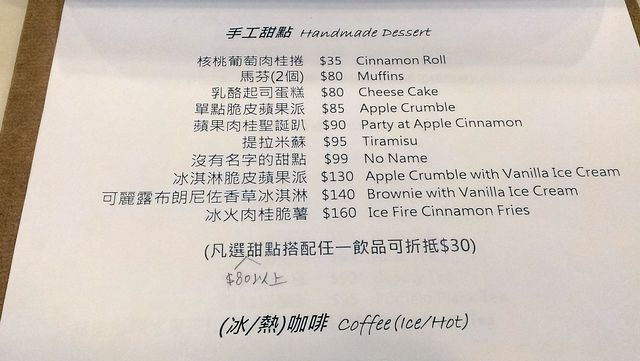 手工甜點 Handmade Dessert
核桃葡萄肉桂捲 $35 Cinnamon Roll
馬芬(2個) $80 Muffins
乳酪起司蛋糕 $80 Cheese Cake
單點脆皮蘋果派 $85 Apple Crumble
蘋果肉桂聖誕趴 $90 Party at Apple Cinnamon
提拉米蘇 $95 Tiramisu
沒有名字的甜點 $99 No Name
冰淇淋脆皮蘋果派 $130 Apple Crumble with Vanilla Ice Cream
可麗露布朗尼佐香草冰淇淋 $140 Brownie with Vanilla Ice Cream
冰火肉桂脆薯 $160 Ice Fire Cinnamon Fries
(凡選甜點搭配任一飲品可折抵$30)
$80以上
(冰/熱)咖啡 Coffee(Ice/Hot)